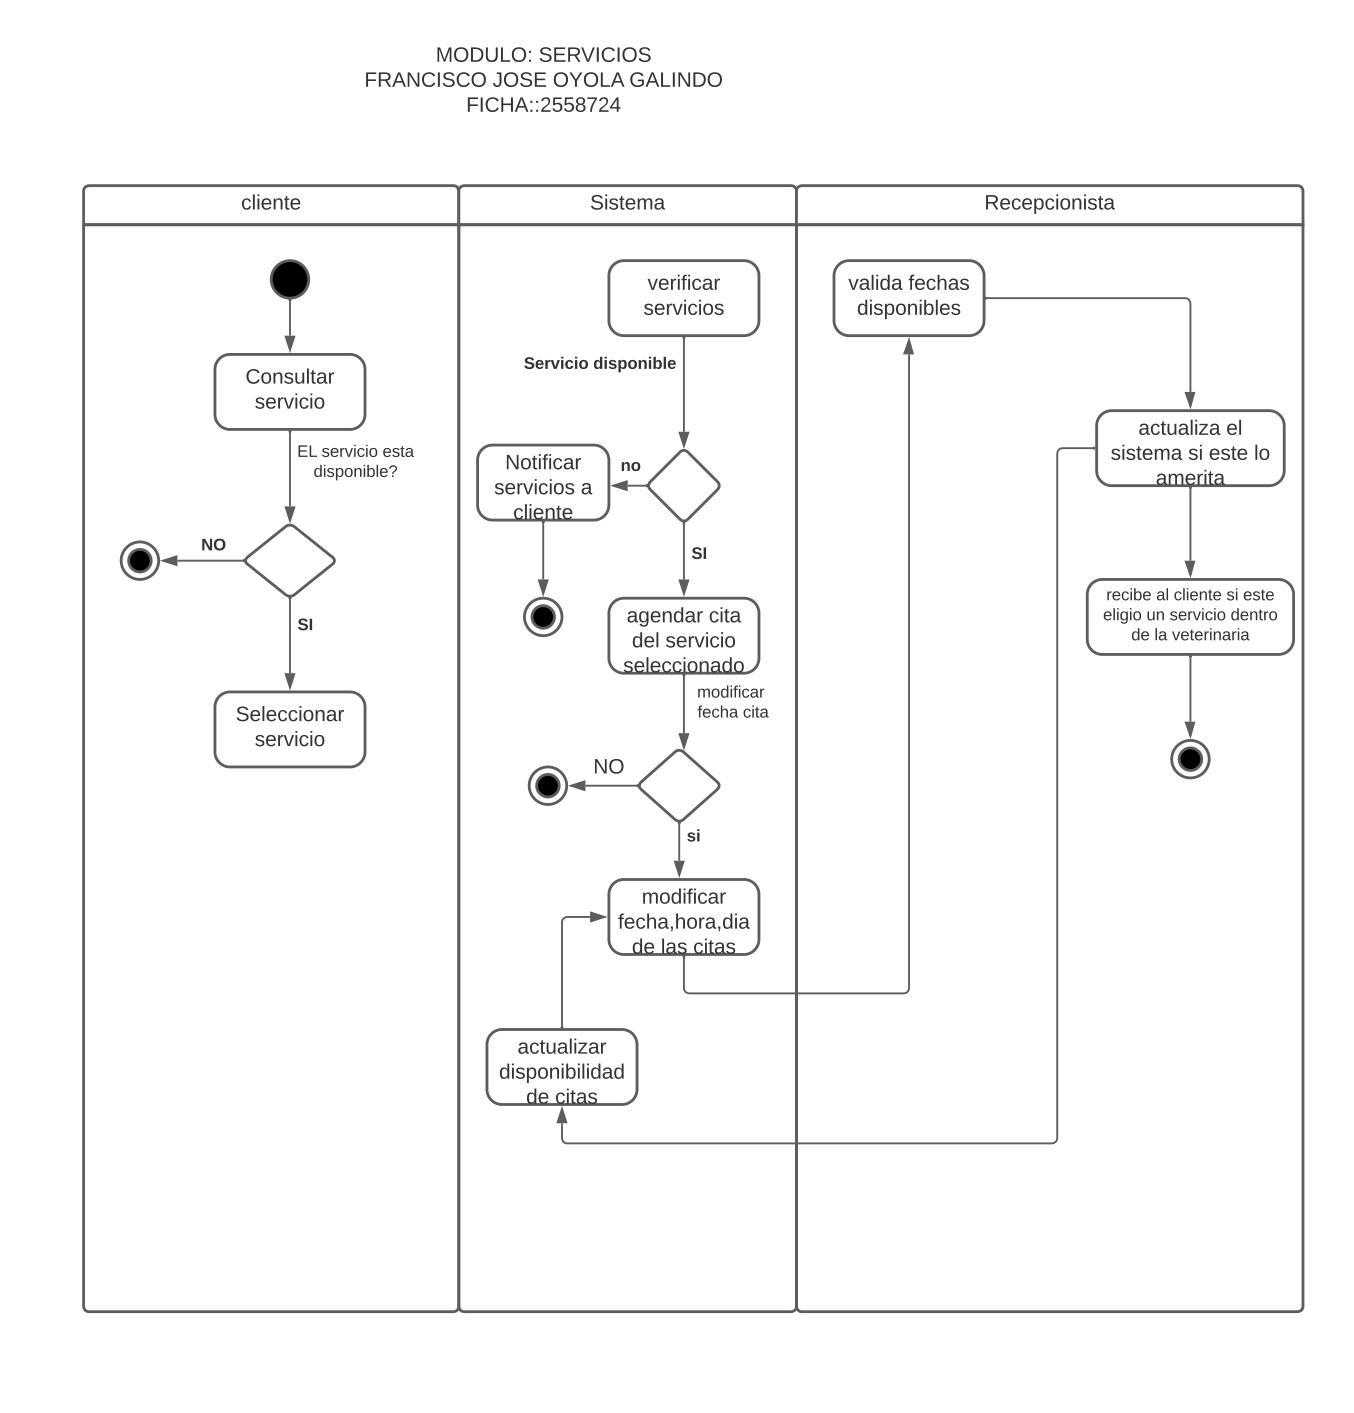 MODULO: SERVICIOS
FRANCISCO JOSE OYOLA GALINDO
FICHA::2558724
cliente
Consultar
servicio
EL servicio esta
disponible?
NO
SI
Seleccionar
servicio
Sistema
verificar
servicios
Servicio disponible
no
Notificar
servicios a
cliente
SI
agendar cita
del servicio
seleccionado
modificar
fecha cita
NO
si
modificar
fecha,hora,dia
de las citas
actualizar
disponibilidad
de citas
Recepcionista
valida fechas
disponibles
actualiza el
sistema si este lo
amerita
recibe al cliente si este
eligio un servicio dentro
de la veterinaria